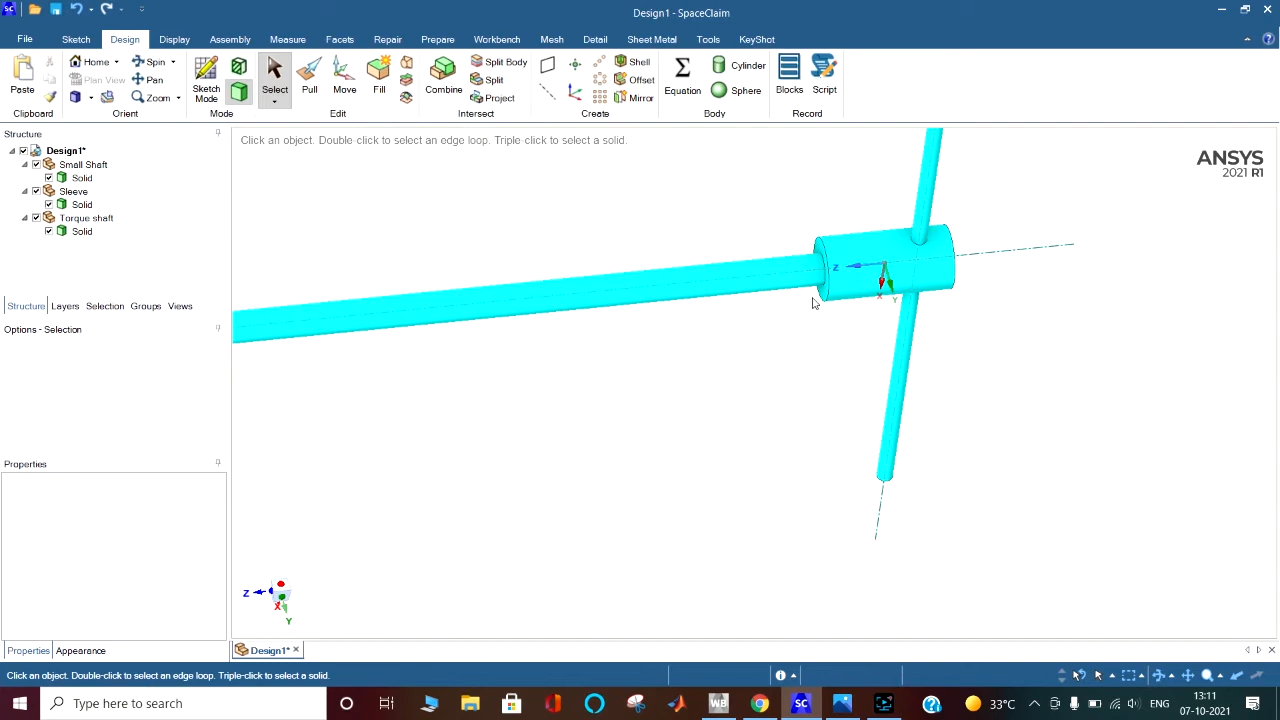 Design1 - SpaceClaim
File Sketch Design Display Assembly Measure Facets Repair Prepare Workbench Mesh Detail Sheet Metal Tools KeyShot
Paste
Home
Plan View
Spin
Pan
Zoom
Sketch Mode
Select
Pull
Move
Fill
Combine
Split Body
Split
Project
Shell
Offset
Mirror
Equation
Cylinder
Sphere
Blocks
Script
Clipboard Orient Mode Edit Intersect Create Body Record
Structure
Design1*
Small Shaft
Solid
Sleeve
Solid
Torque shaft
Solid
Structure Layers Selection Groups Views
Options - Selection
Properties
Properties Appearance
Click an object. Double-click to select an edge loop. Triple-click to select a solid.
ANSYS
2021 R1
Z
X
Y
Z
X
Y
Design1*
Click an object. Double-click to select an edge loop. Triple-click to select a solid.
Type here to search
WB
SC
33°C
ENG
13:11
07-10-2021